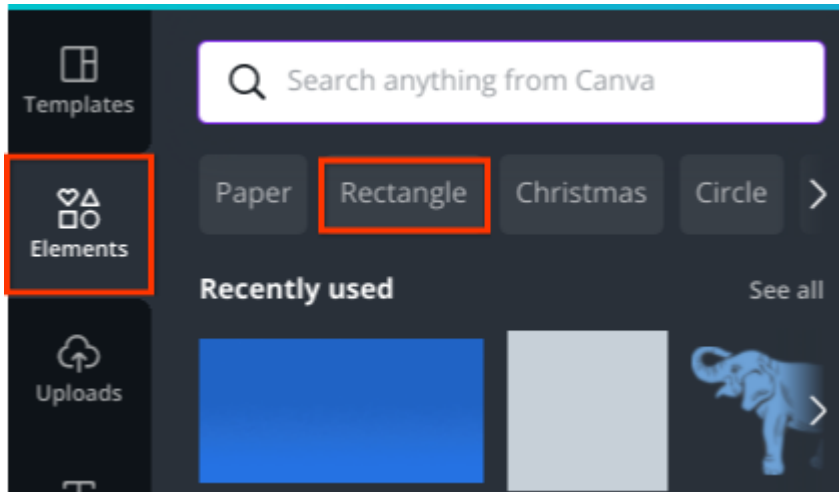 Templates
Search anything from Canva
Elements
Paper Rectangle Christmas Circle
Recently used See all
Uploads